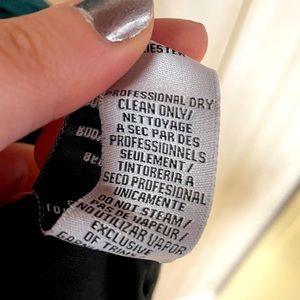 PROFESSIONAL DRY
CLEAN ONLY/
NETTOYAGE
A SEC PAR DES
PROFESSIONNELS
SEULEMENT/
TINTORERIA A
SECO PROFESIONAL
UNICAMENTE
DO NOT STEAM/
PAS DE VAPEUR/
NO UTILIZAR VAPOR
EXCLUSIVE
OF TRIM